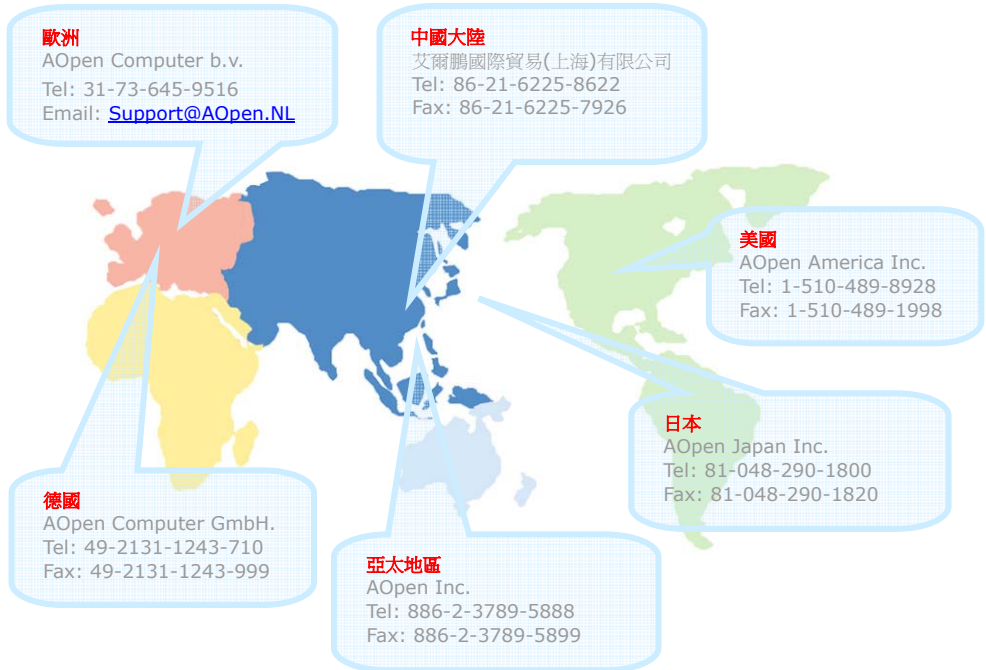 歐洲
AOpen Computer b.v.
Tel: 31-73-645-9516
Email: Support@AOpen.NL
中國大陸
艾爾鵬國際貿易(上海)有限公司
Tel: 86-21-6225-8622
Fax: 86-21-6225-7926
美國
AOpen America Inc.
Tel: 1-510-489-8928
Fax: 1-510-489-1998
日本
AOpen Japan Inc.
Tel: 81-048-290-1800
Fax: 81-048-290-1820
德國
AOpen Computer GmbH.
Tel: 49-2131-1243-710
Fax: 49-2131-1243-999
亞太地區
AOpen Inc.
Tel: 886-2-3789-5888
Fax: 886-2-3789-5899